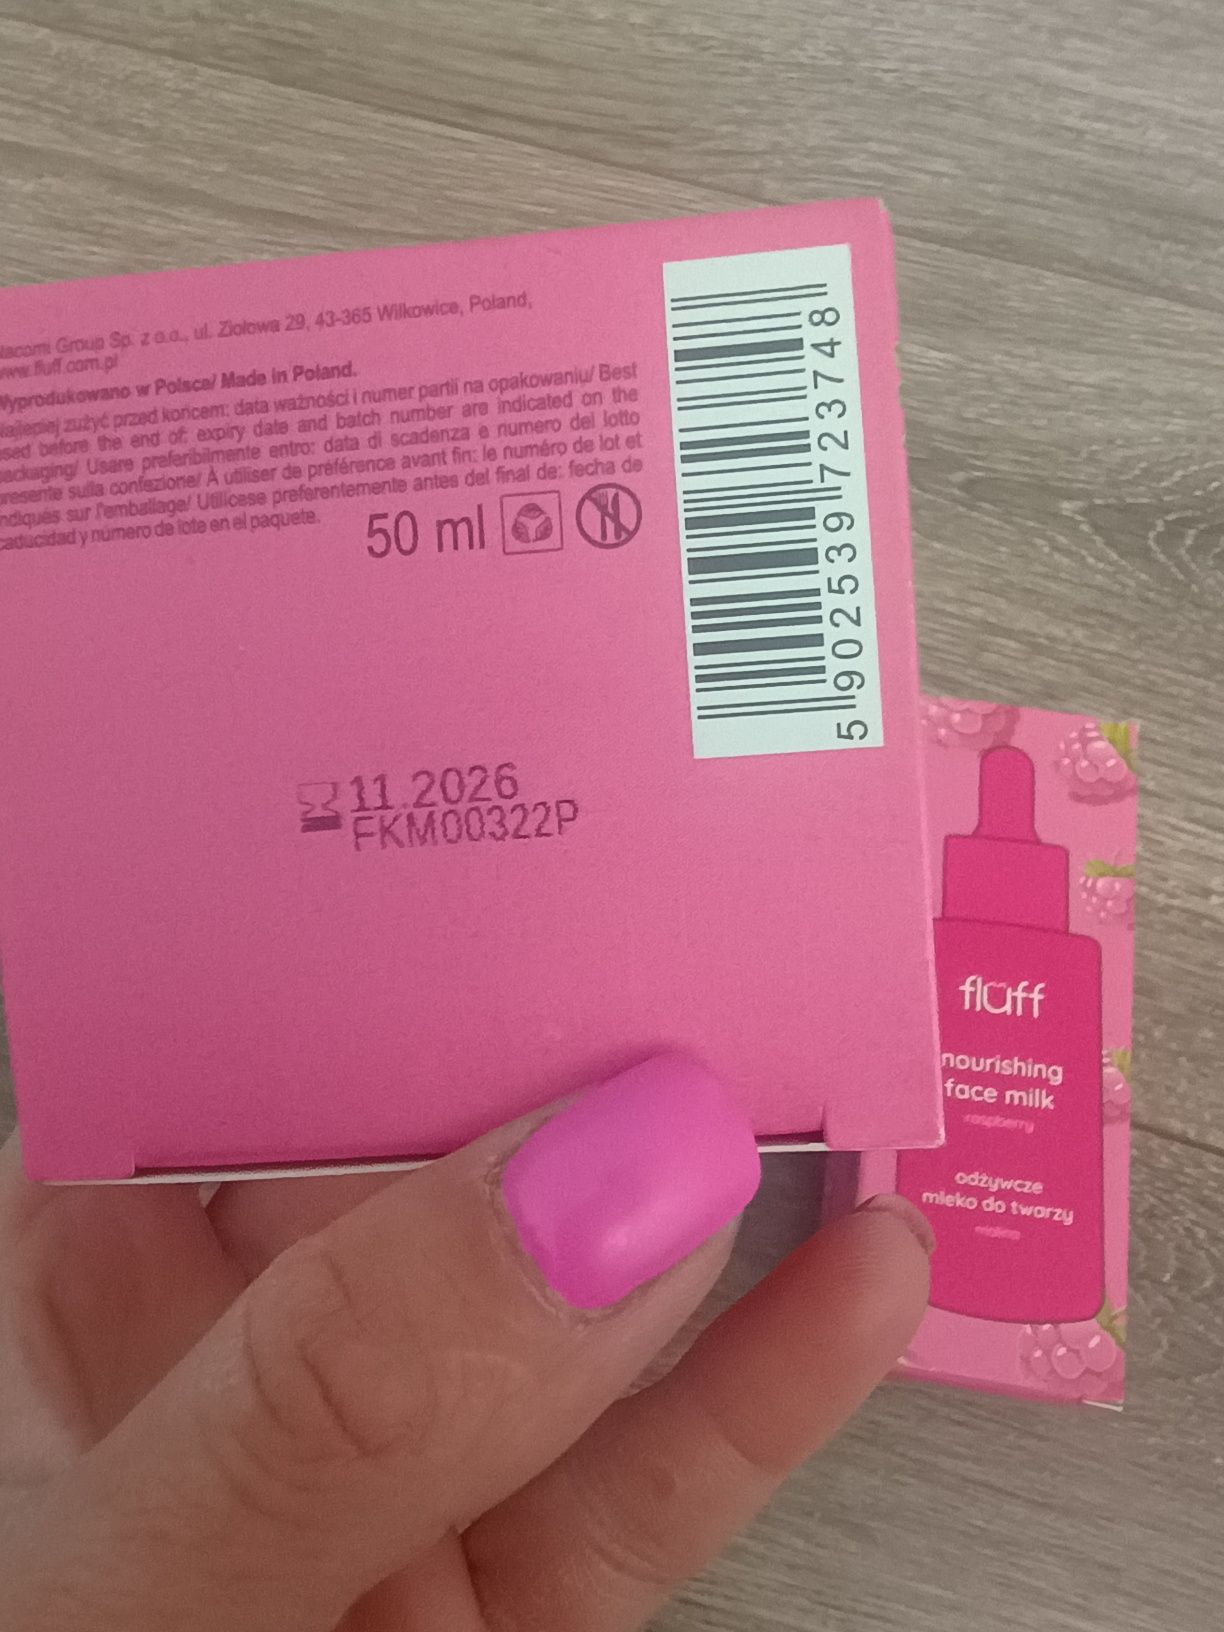 Group Sp. z o.o., ul. Ziołowa 29, 43-365 Wilkowice, Poland,
www.fluff.com.pl
Wyprodukowano w Polsce/ Made in Poland.
Najlepiej zużyć przed końcem: data ważności i numer partii na opakowaniu/ Best
used before the end of: expiry date and batch number are indicated on the
packaging/ Usare preferibilmente entro: data di scadenza e numero del lotto
presente sulla confezione/ À utiliser de préférence avant fin: le numéro de lot et
indiqués sur l'emballage/ Utilícese preferentemente antes del final de: fecha de
caducidad y número de lote en el paquete.
50 ml
5 902539 723748
11.2026
FKM00322P
fluff
nourishing
face milk
raspberry
odżywcze
mleko do twarzy
malina